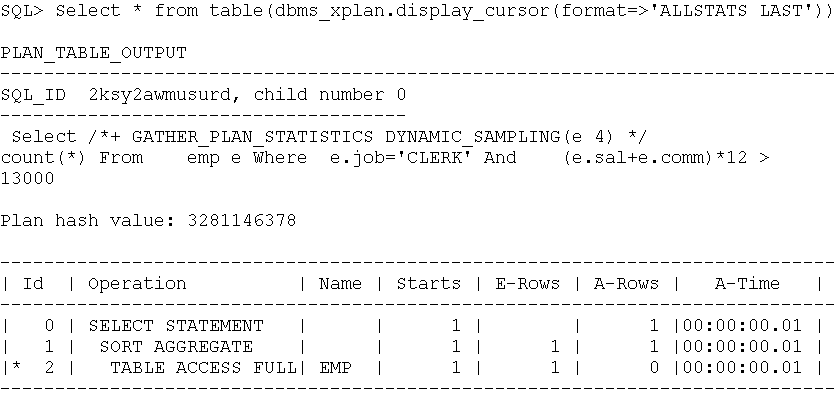 SQL> Select * from table(dbms_xplan.display_cursor(format=>'ALLSTATS LAST'))
PLAN_TABLE_OUTPUT
--------------------------------------------------------------------------
SQL_ID  2ksy2awmusurd, child number 0
-------------------------------------
 Select /*+ GATHER_PLAN_STATISTICS DYNAMIC_SAMPLING(e 4) */
count(*) From    emp e Where  e.job='CLERK' And    (e.sal+e.comm)*12 >
13000
Plan hash value: 3281146378
--------------------------------------------------------------------------
| Id  | Operation          | Name | Starts | E-Rows | A-Rows |   A-Time   |
--------------------------------------------------------------------------
|   0 | SELECT STATEMENT   |      |      1 |        |      1 |00:00:00.01 |
|   1 |  SORT AGGREGATE    |      |      1 |      1 |      1 |00:00:00.01 |
|*  2 |   TABLE ACCESS FULL| EMP  |      1 |      1 |      0 |00:00:00.01 |
--------------------------------------------------------------------------